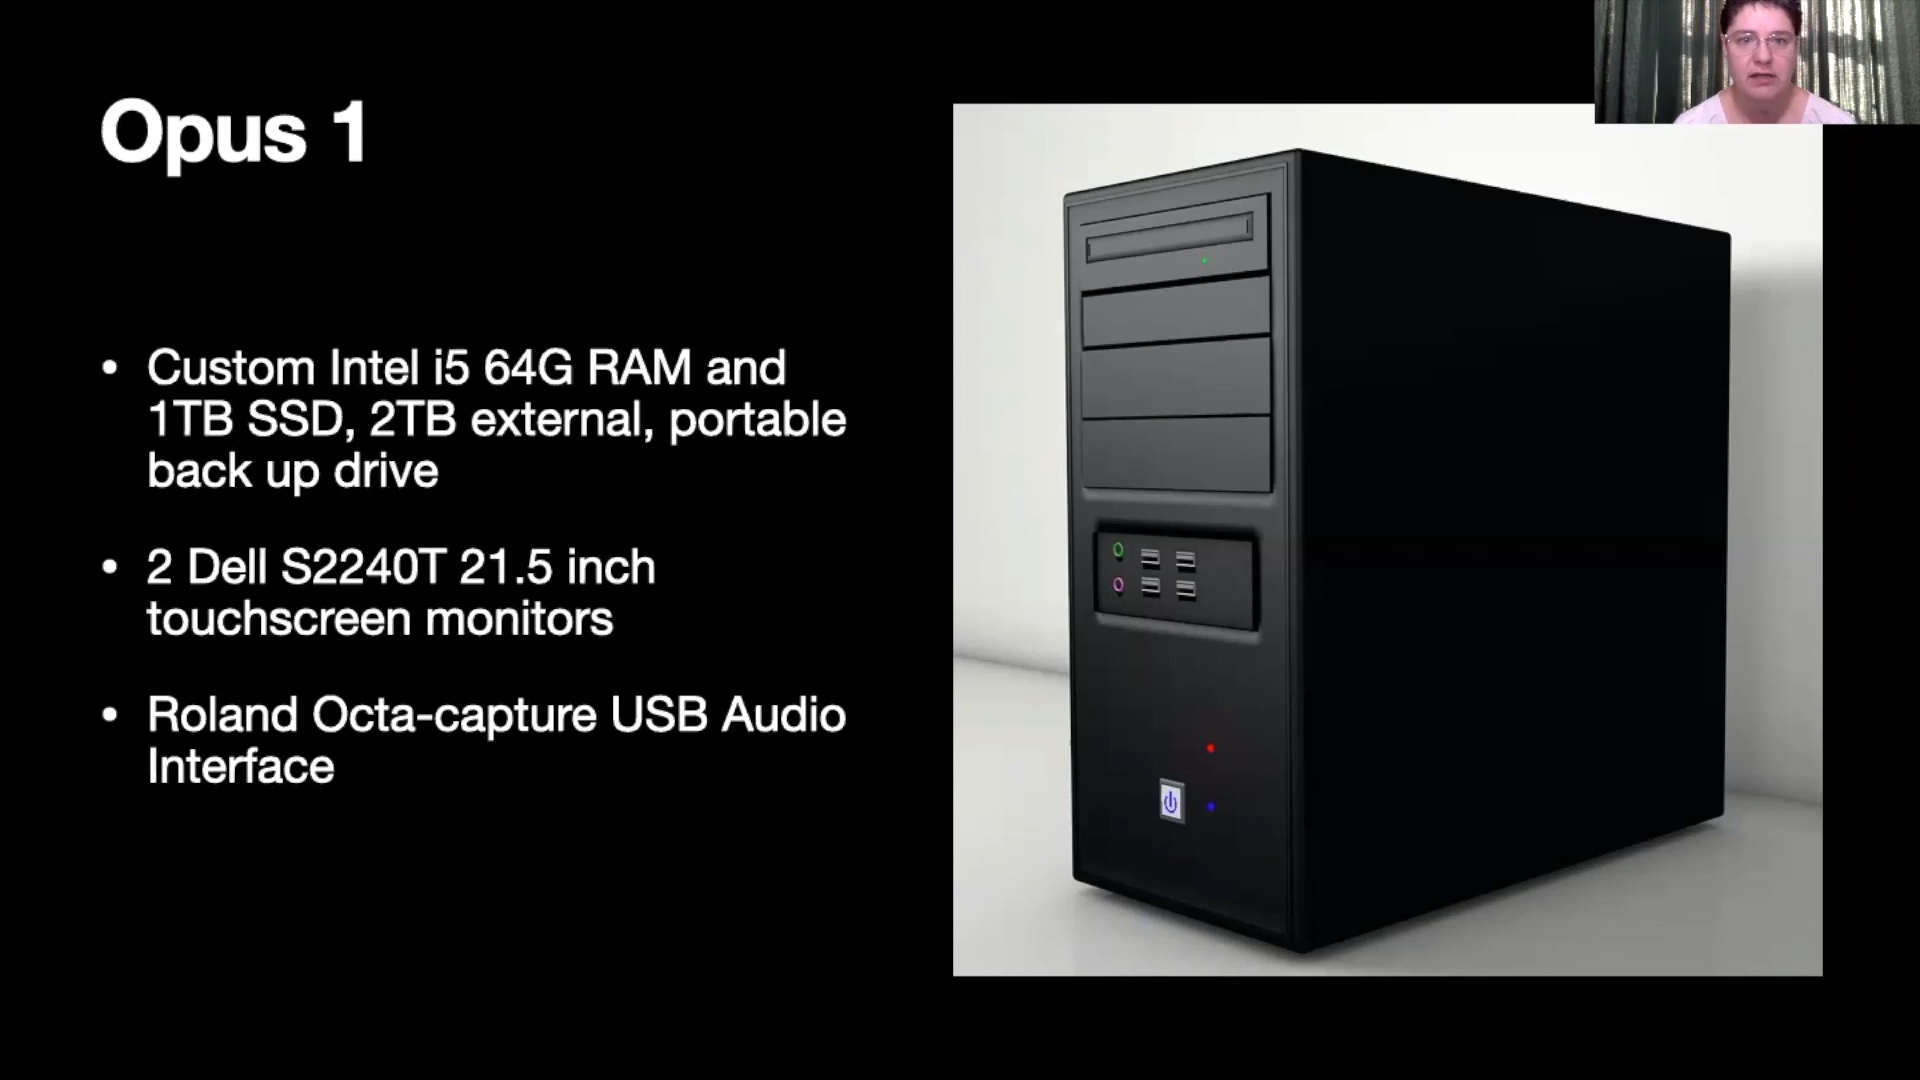 Opus 1
• Custom Intel i5 64G RAM and
1TB SSD, 2TB external, portable
back up drive
• 2 Dell S2240T 21.5 inch
touchscreen monitors
• Roland Octa-capture USB Audio
Interface